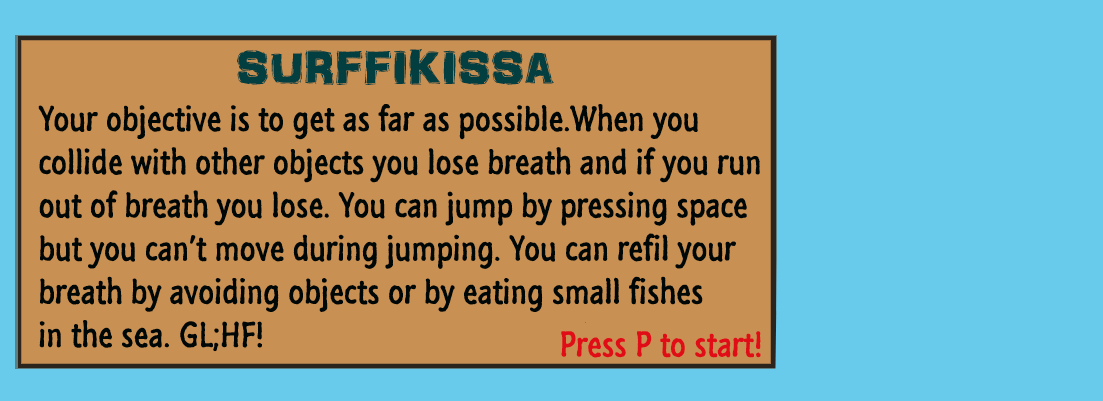 SURFFIKISSA
Your objective is to get as far as possible.When you
collide with other objects you lose breath and if you run
out of breath you lose. You can jump by pressing space
but you can't move during jumping. You can refil your
breath by avoiding objects or by eating small fishes
in the sea. GL;HF!
Press P to start!